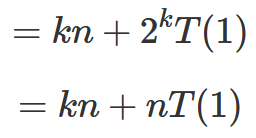 = kn + 2^k T(1)
= kn + nT(1)